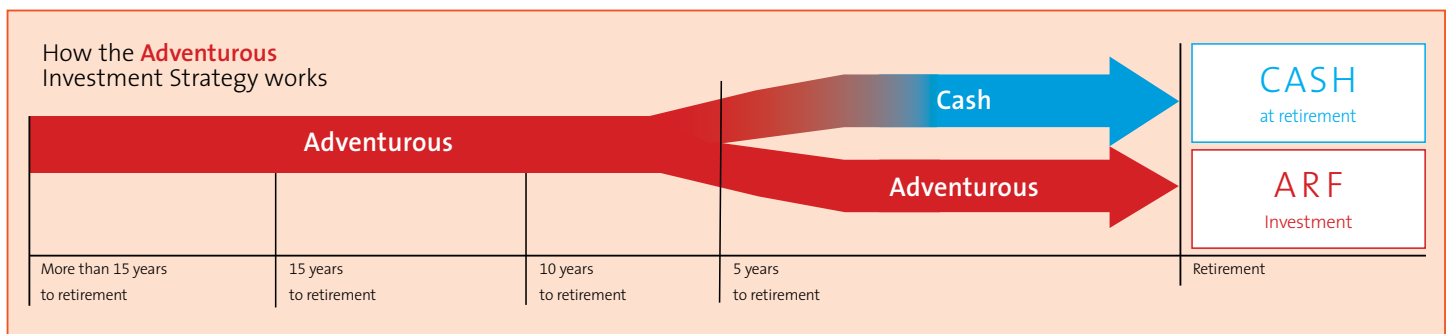 How the Adventurous
Investment Strategy works
Adventurous
Cash
Adventurous
CASH
at retirement
ARF
Investment
More than 15 years
to retirement
15 years
to retirement
10 years
to retirement
5 years
to retirement
Retirement